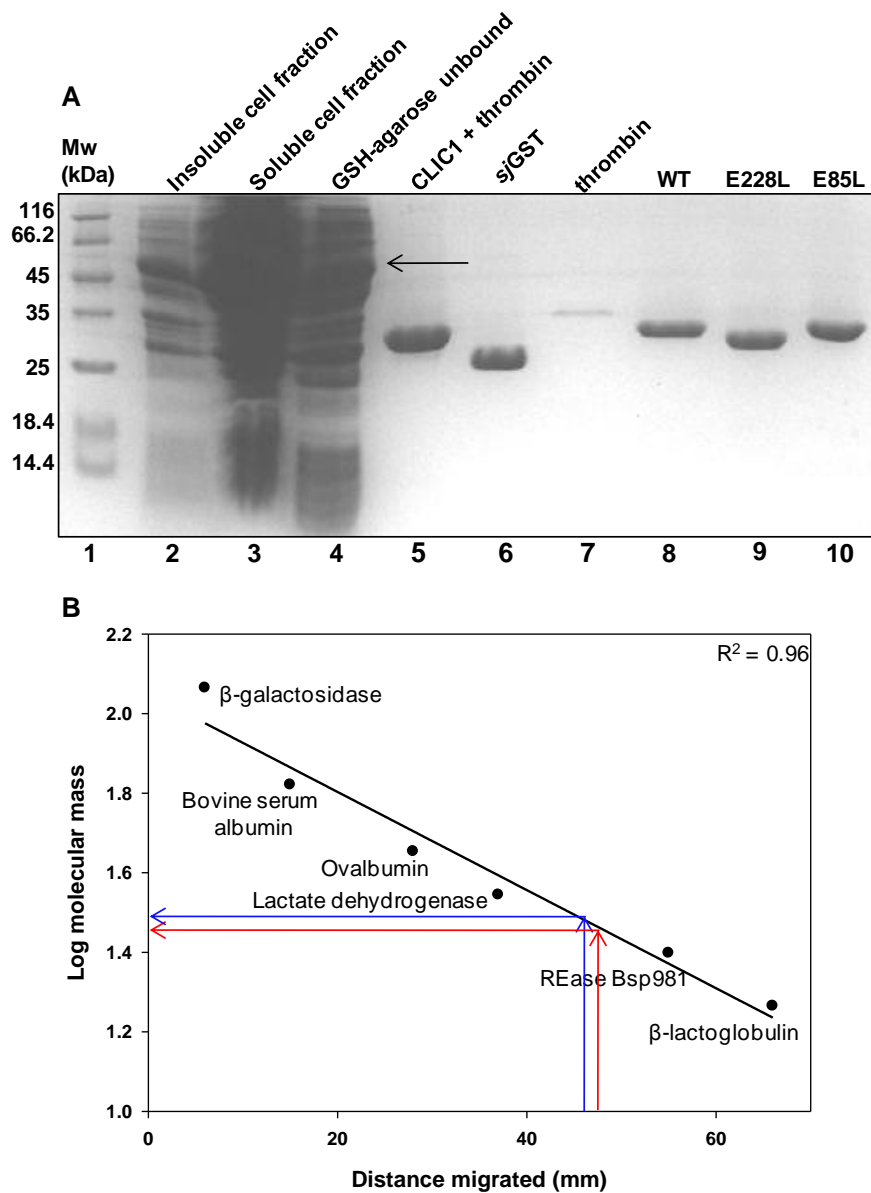 A
Mw
(kDa)
Insoluble cell fraction
Soluble cell fraction
GSH-agarose unbound
CLIC1 + thrombin
sjGST
thrombin
WT
E228L
E85L
116
66.2
45
35
25
18.4
14.4
1 2 3 4 5 6 7 8 9 10
B
R² = 0.96
2.2
2.0
1.8
1.6
1.4
1.2
1.0
Log molecular mass
β-galactosidase
Bovine serum
albumin
Ovalbumin
Lactate dehydrogenase
REase Bsp981
β-lactoglobulin
0 20 40 60
Distance migrated (mm)